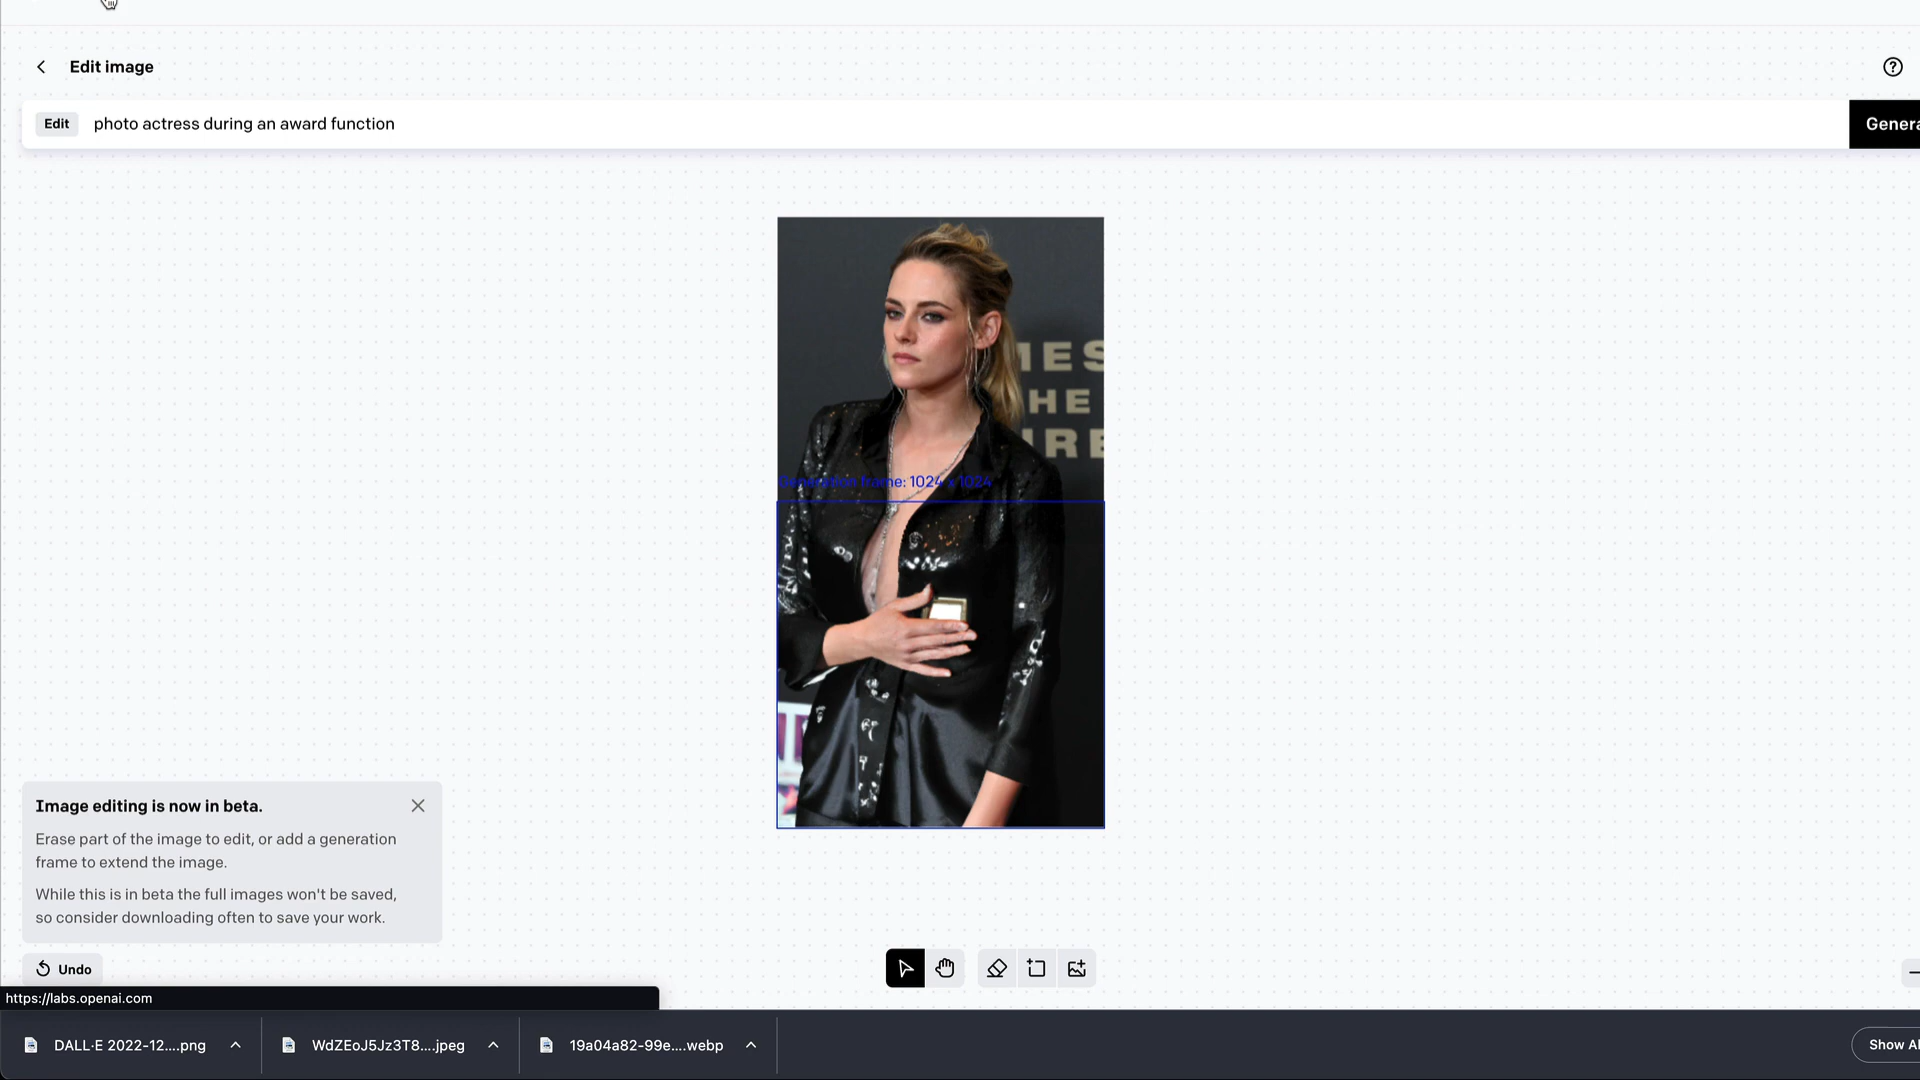 Edit image
Edit photo actress during an award function
Genera
MES
HE
IRE
Generation frame: 1024 x 1024
Image editing is now in beta.
Erase part of the image to edit, or add a generation
frame to extend the image.
While this is in beta the full images won't be saved,
so consider downloading often to save your work.
Undo
https://labs.openai.com
DALL·E 2022-12....png
WdZEoJ5Jz3T8....jpeg
19a04a82-99e....webp
Show Al